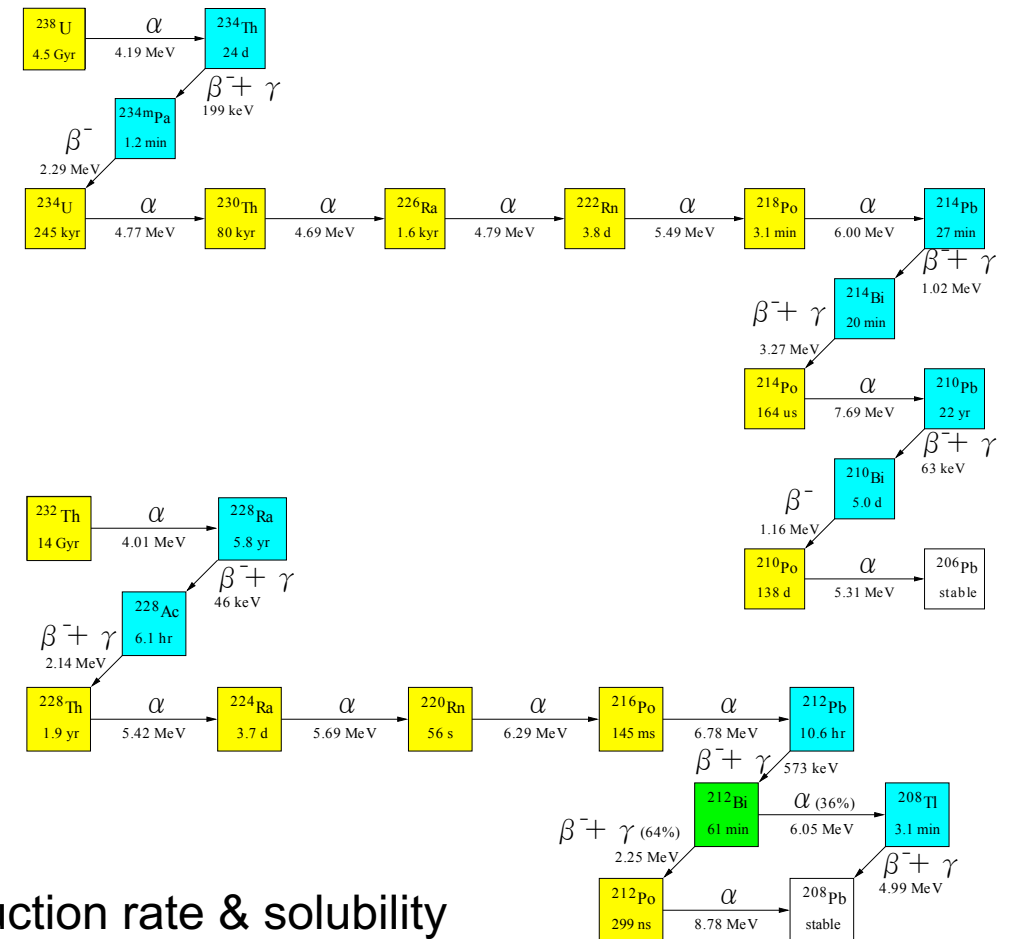 ²³⁸U α ²³⁴Th
4.5 Gyr 4.19 MeV 24 d
β⁻+ γ
199 keV
²³⁴ᵐPa
1.2 min
β⁻
2.29 MeV
²³⁴U α ²³⁰Th α ²²⁶Ra α ²²²Rn α ²¹⁸Po α ²¹⁴Pb
245 kyr 4.77 MeV 80 kyr 4.69 MeV 1.6 kyr 4.79 MeV 3.8 d 5.49 MeV 3.1 min 6.00 MeV 27 min
β⁻+ γ
1.02 MeV
²¹⁴Bi
20 min
β⁻+ γ
3.27 MeV
²¹⁴Po α ²¹⁰Pb
164 us 7.69 MeV 22 yr
β⁻+ γ
63 keV
²¹⁰Bi
5.0 d
β⁻
1.16 MeV
²¹⁰Po α ²⁰⁶Pb
138 d 5.31 MeV stable
²³²Th α ²²⁸Ra
14 Gyr 4.01 MeV 5.8 yr
β⁻+ γ
46 keV
²²⁸Ac
6.1 hr
β⁻+ γ
2.14 MeV
²²⁸Th α ²²⁴Ra α ²²⁰Rn α ²¹⁶Po α ²¹²Pb
1.9 yr 5.42 MeV 3.7 d 5.69 MeV 56 s 6.29 MeV 145 ms 6.78 MeV 10.6 hr
β⁻+ γ 573 keV
²¹²Bi α (36%) ²⁰⁸Tl
61 min 6.05 MeV 3.1 min
β⁻+ γ (64%)
2.25 MeV
β⁻+ γ
4.99 MeV
²¹²Po α ²⁰⁸Pb
299 ns 8.78 MeV stable
uction rate & solubility